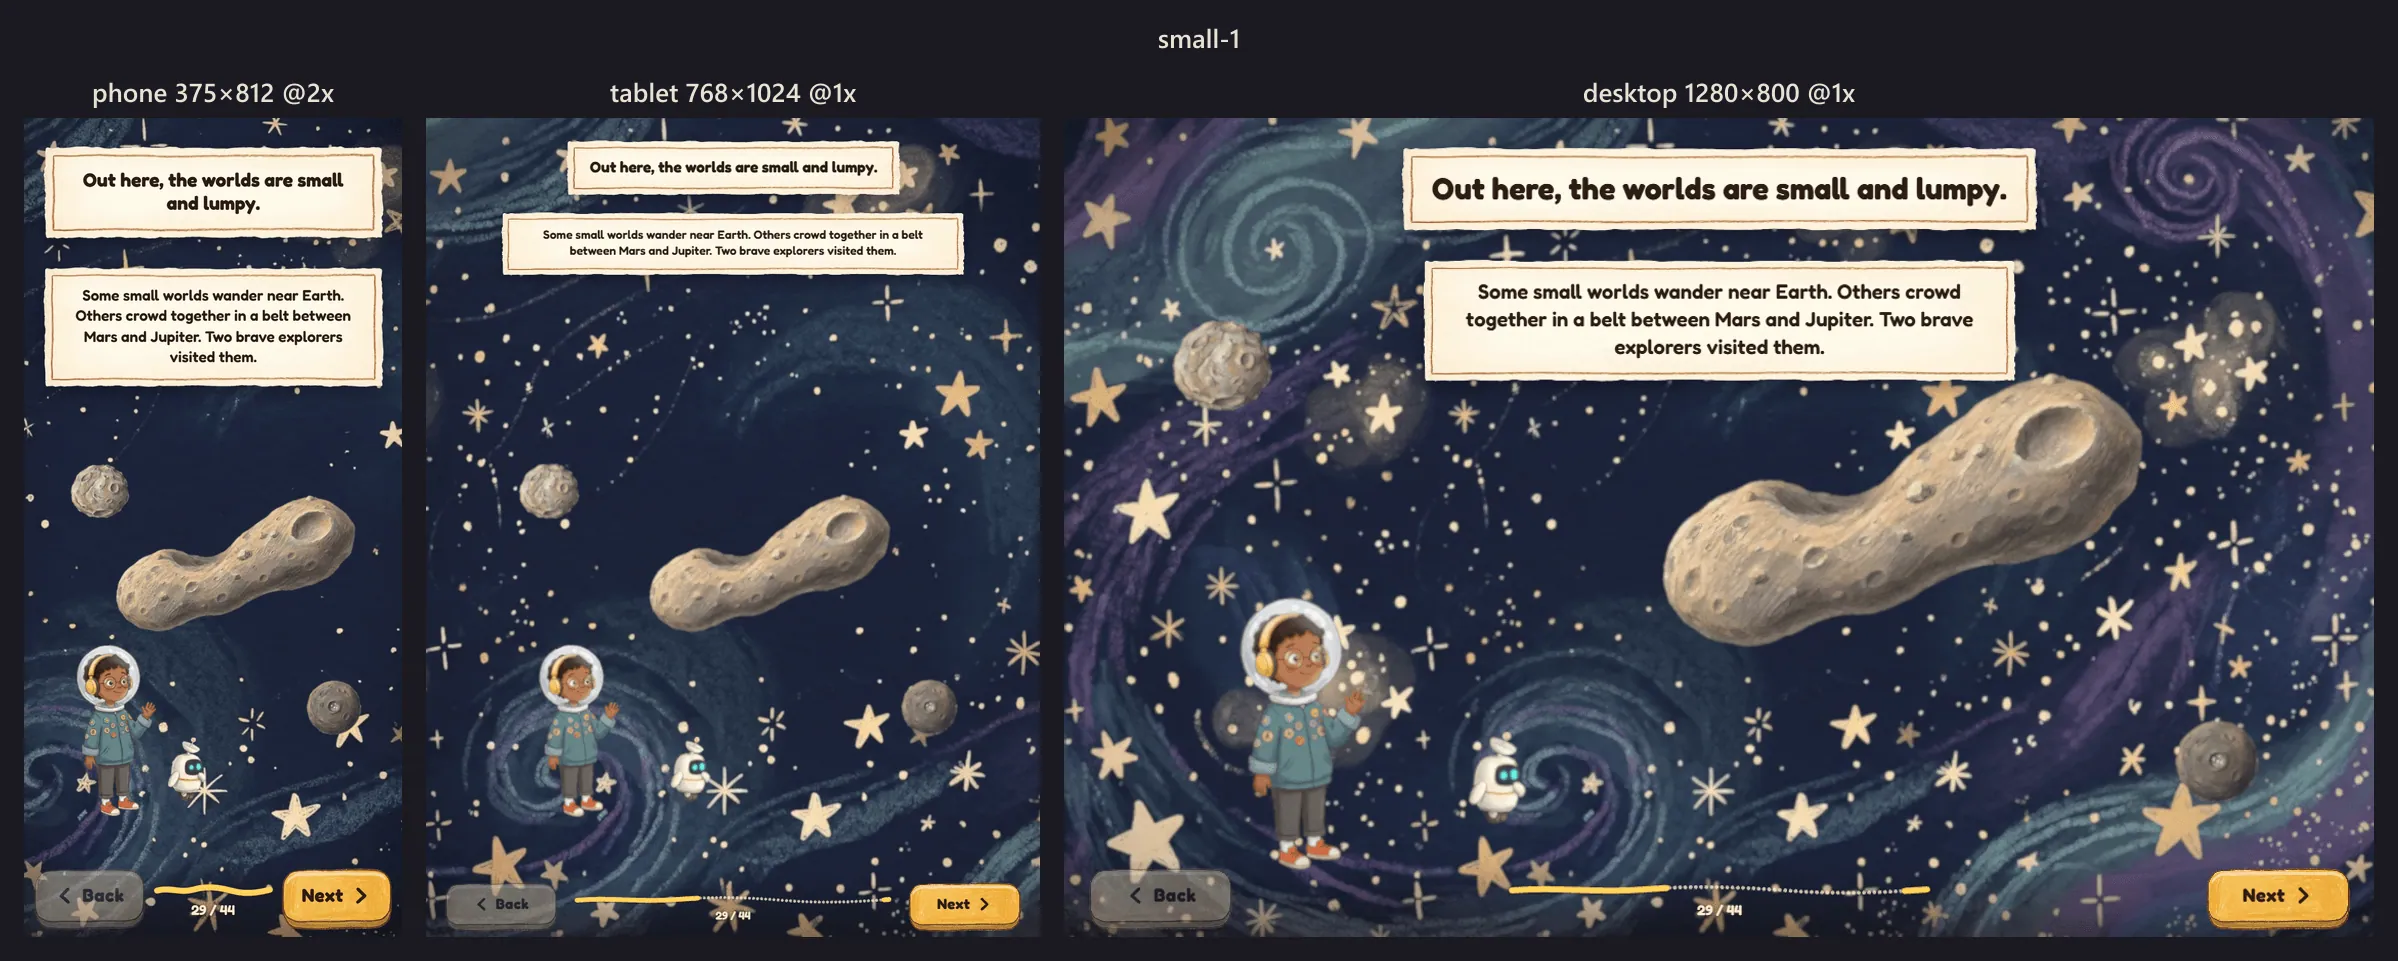 small-1
phone 375×812 @2x
Out here, the worlds are small
and lumpy.
Some small worlds wander near Earth.
Others crowd together in a belt between
Mars and Jupiter. Two brave explorers
visited them.
Back
29 / 44
Next
tablet 768×1024 @1x
Out here, the worlds are small and lumpy.
Some small worlds wander near Earth. Others crowd together in a belt
between Mars and Jupiter. Two brave explorers visited them.
Back
29 / 44
Next
desktop 1280×800 @1x
Out here, the worlds are small and lumpy.
Some small worlds wander near Earth. Others crowd
together in a belt between Mars and Jupiter. Two brave
explorers visited them.
Back
29 / 44
Next